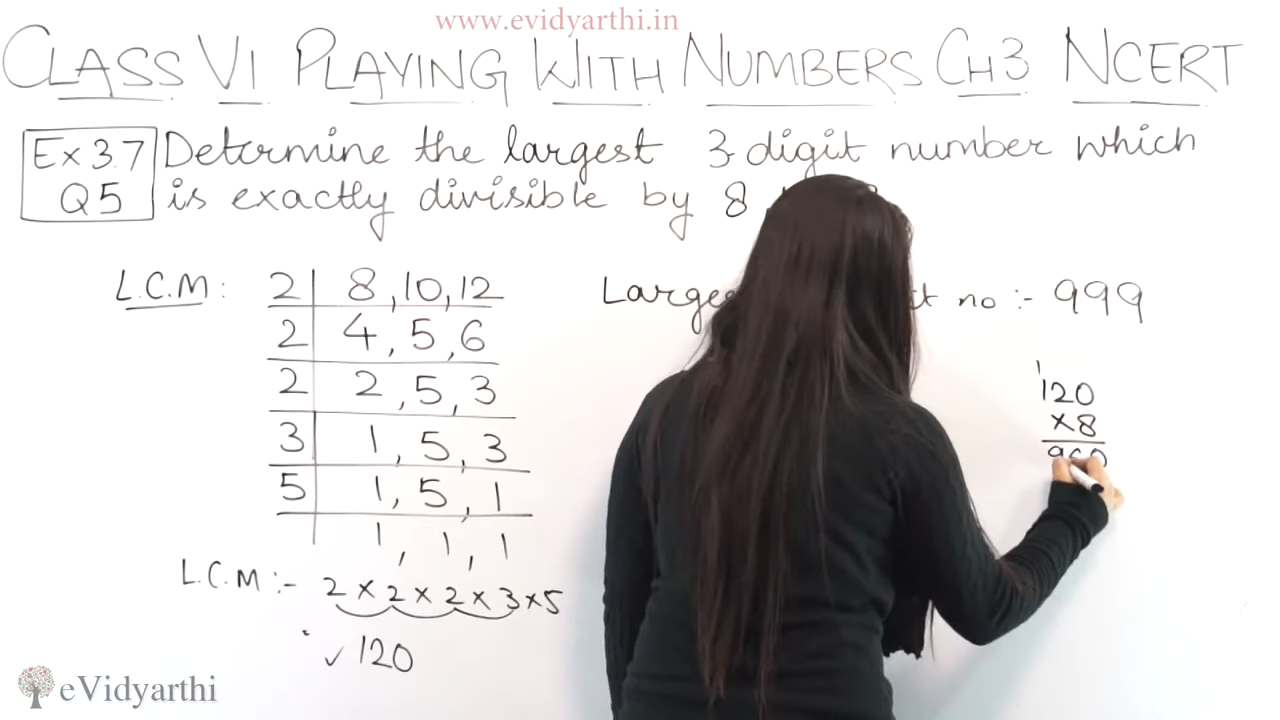 www.evidyarthi.in
CLASS VI PLAYING WITH NUMBERS CH3 NCERT
Ex 3.7
Q5
Determine the largest 3 digit number which
is exactly divisible by 8
L.C.M : 2 8, 10, 12
2 4, 5, 6
2 2, 5, 3
3 1, 5, 3
5 1, 5, 1
1, 1, 1
L.C.M :- 2 × 2 × 2 × 3 × 5
✓ 120
no :- 999
1
120
×8
960
eVidyarthi